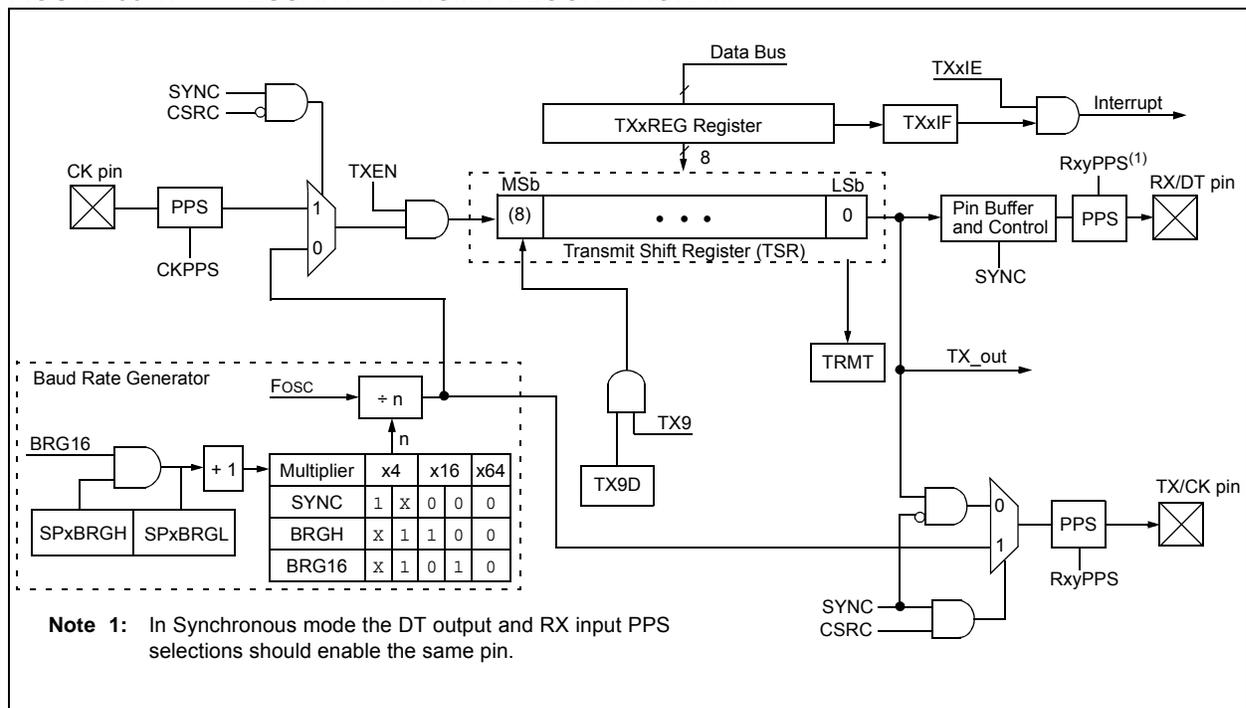 Data Bus
TXxIE
Interrupt
SYNC
CSRC
TXxREG Register
TXxIF
8
TXEN
CK pin
PPS
CKPPS
1
0
MSb
LSb
(8)
• • •
0
Transmit Shift Register (TSR)
RxyPPS(1)
RX/DT pin
Pin Buffer
and Control
PPS
SYNC
TRMT
TX_out
Baud Rate Generator
FOSC
÷ n
n
TX9
TX9D
BRG16
+ 1
SPxBRGH SPxBRGL
Multiplier x4 x16 x64
SYNC 1 X 0 0 0
BRGH X 1 1 0 0
BRG16 X 1 0 1 0
0
1
PPS
TX/CK pin
RxyPPS
SYNC
CSRC
Note 1: In Synchronous mode the DT output and RX input PPS
selections should enable the same pin.